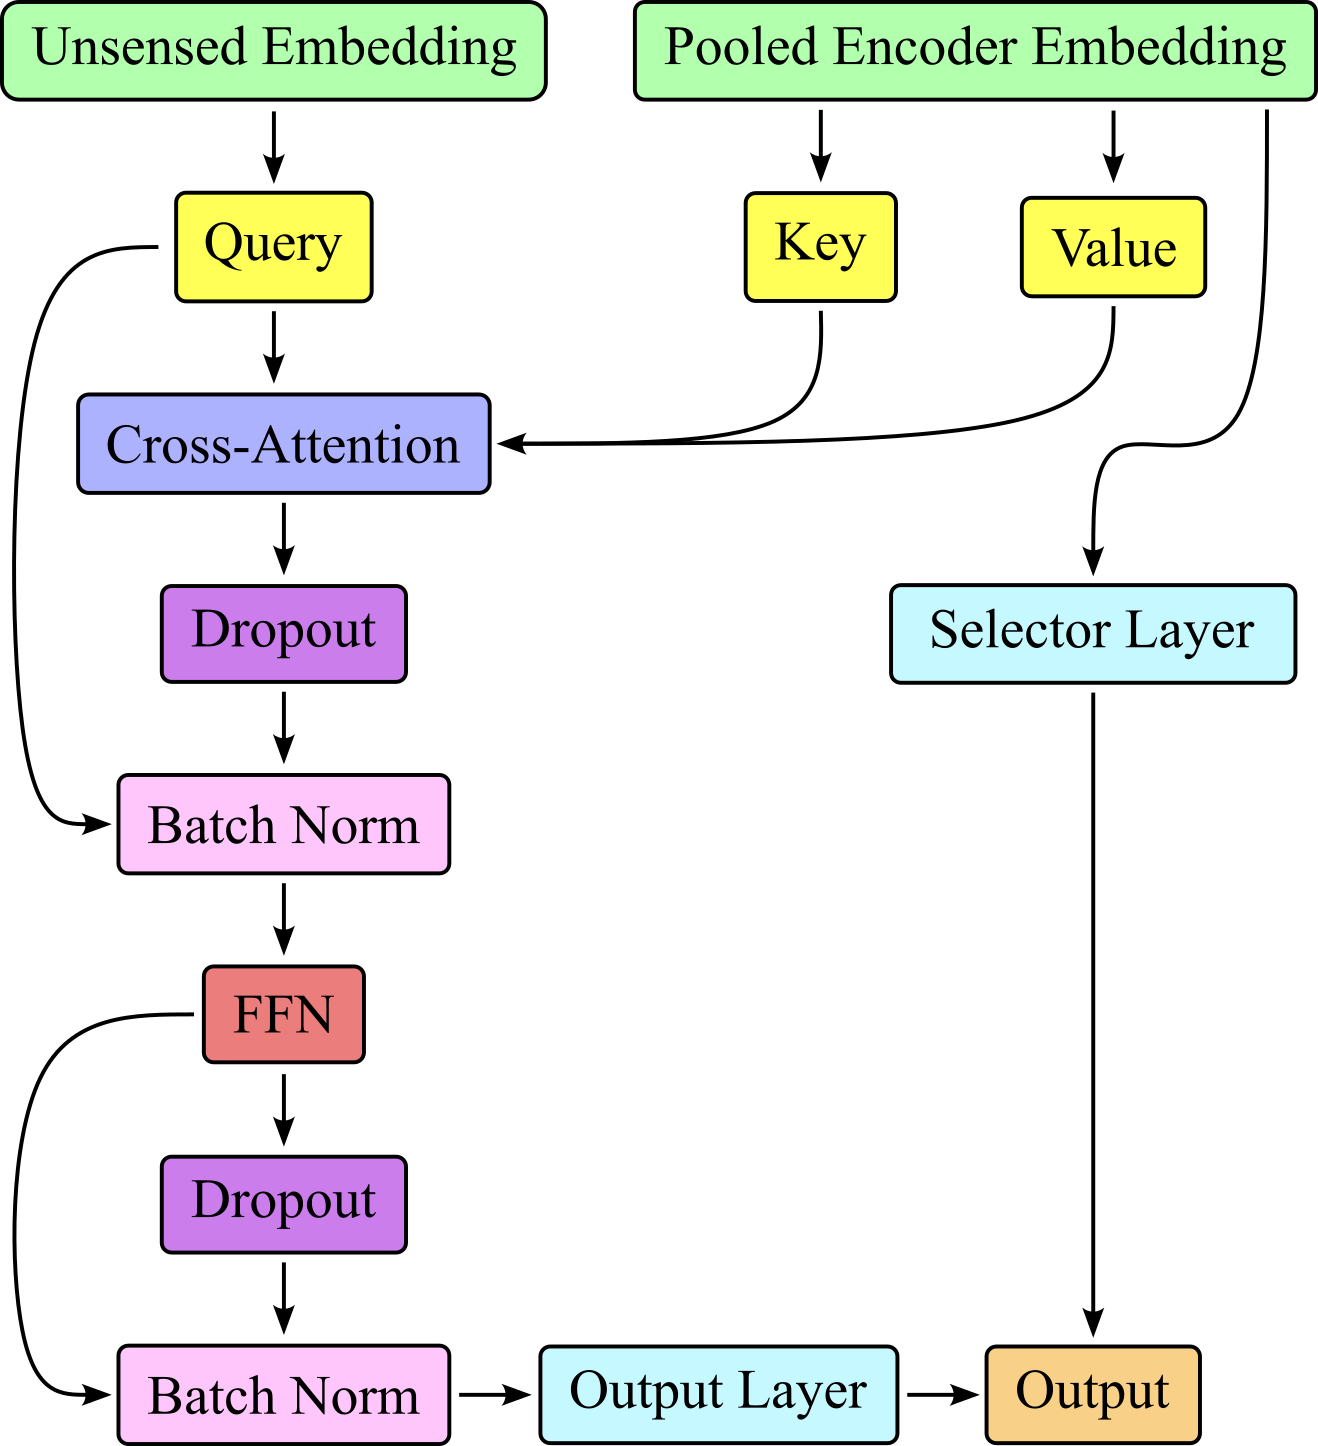 Unsensed Embedding
Pooled Encoder Embedding
Query
Key
Value
Cross-Attention
Dropout
Selector Layer
Batch Norm
FFN
Dropout
Batch Norm
Output Layer
Output